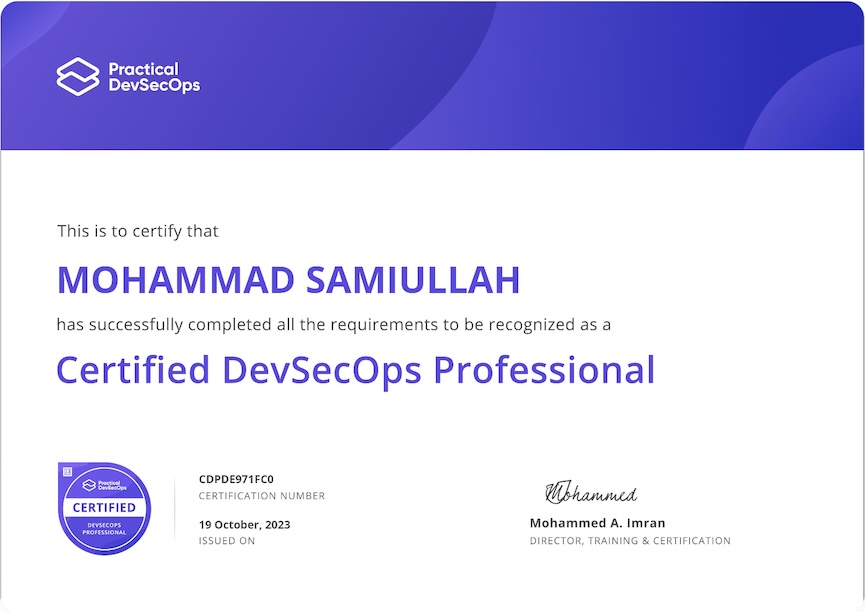 Practical
DevSecOps
This is to certify that
MOHAMMAD SAMIULLAH
has successfully completed all the requirements to be recognized as a
Certified DevSecOps Professional
Practical
DevSecOps
CERTIFIED
DEVSECOPS
PROFESSIONAL
CDPDE971FC0
CERTIFICATION NUMBER
19 October, 2023
ISSUED ON
Mohammed
Mohammed A. Imran
DIRECTOR, TRAINING & CERTIFICATION